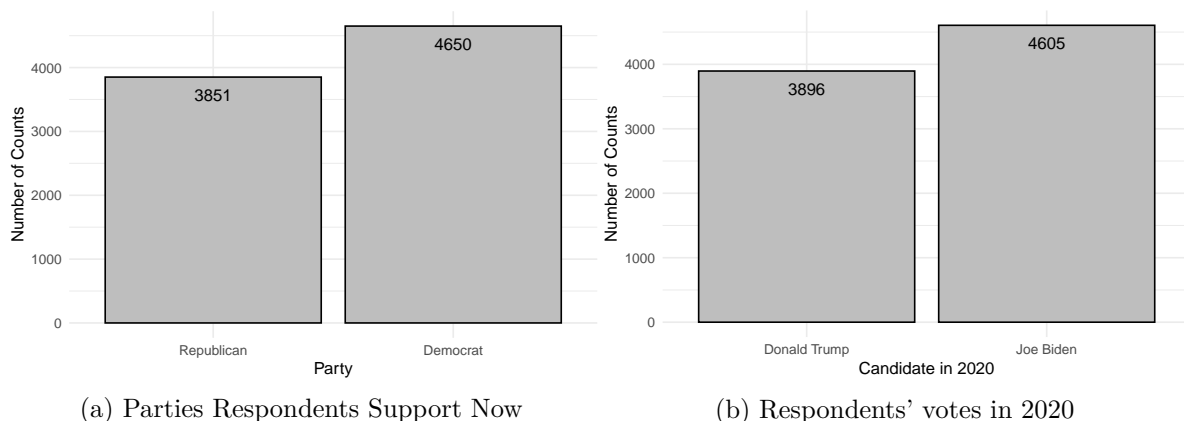 Number of Counts
4000
3000
2000
1000
0
3851
4650
Republican
Democrat
Party
(a) Parties Respondents Support Now
Number of Counts
4000
3000
2000
1000
0
3896
4605
Donald Trump
Joe Biden
Candidate in 2020
(b) Respondents’ votes in 2020